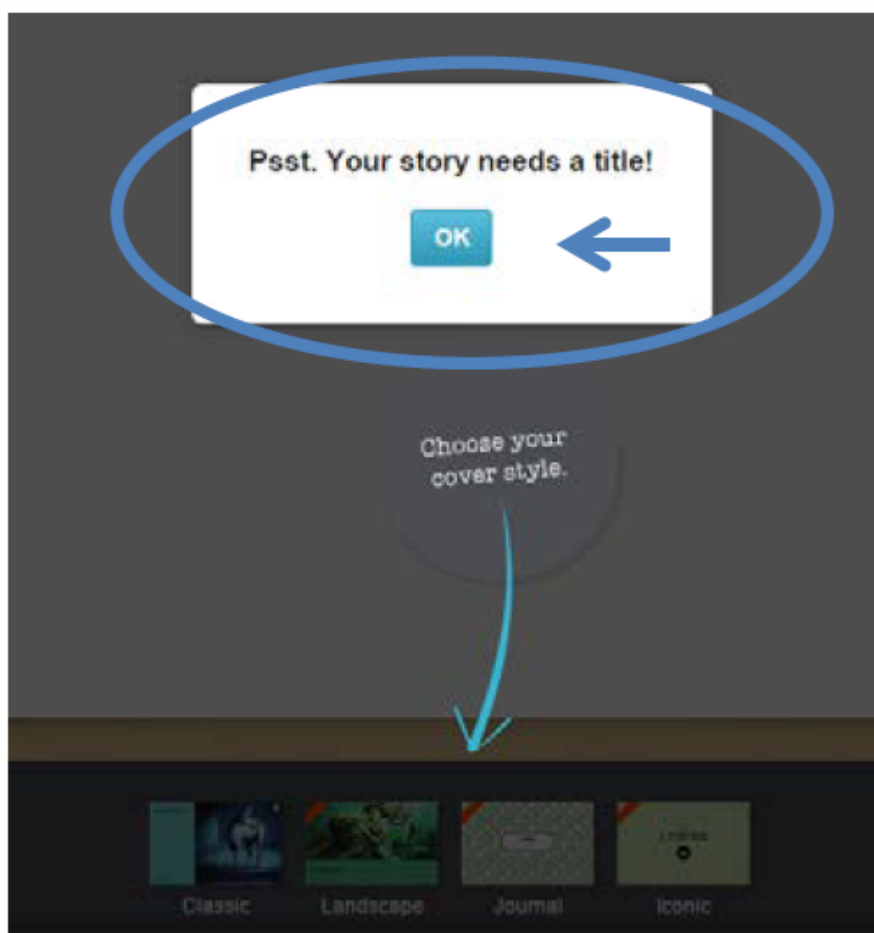 Psst. Your story needs a title!
OK
Choose your
cover style.
Classic
Landscape
Journal
Iconic